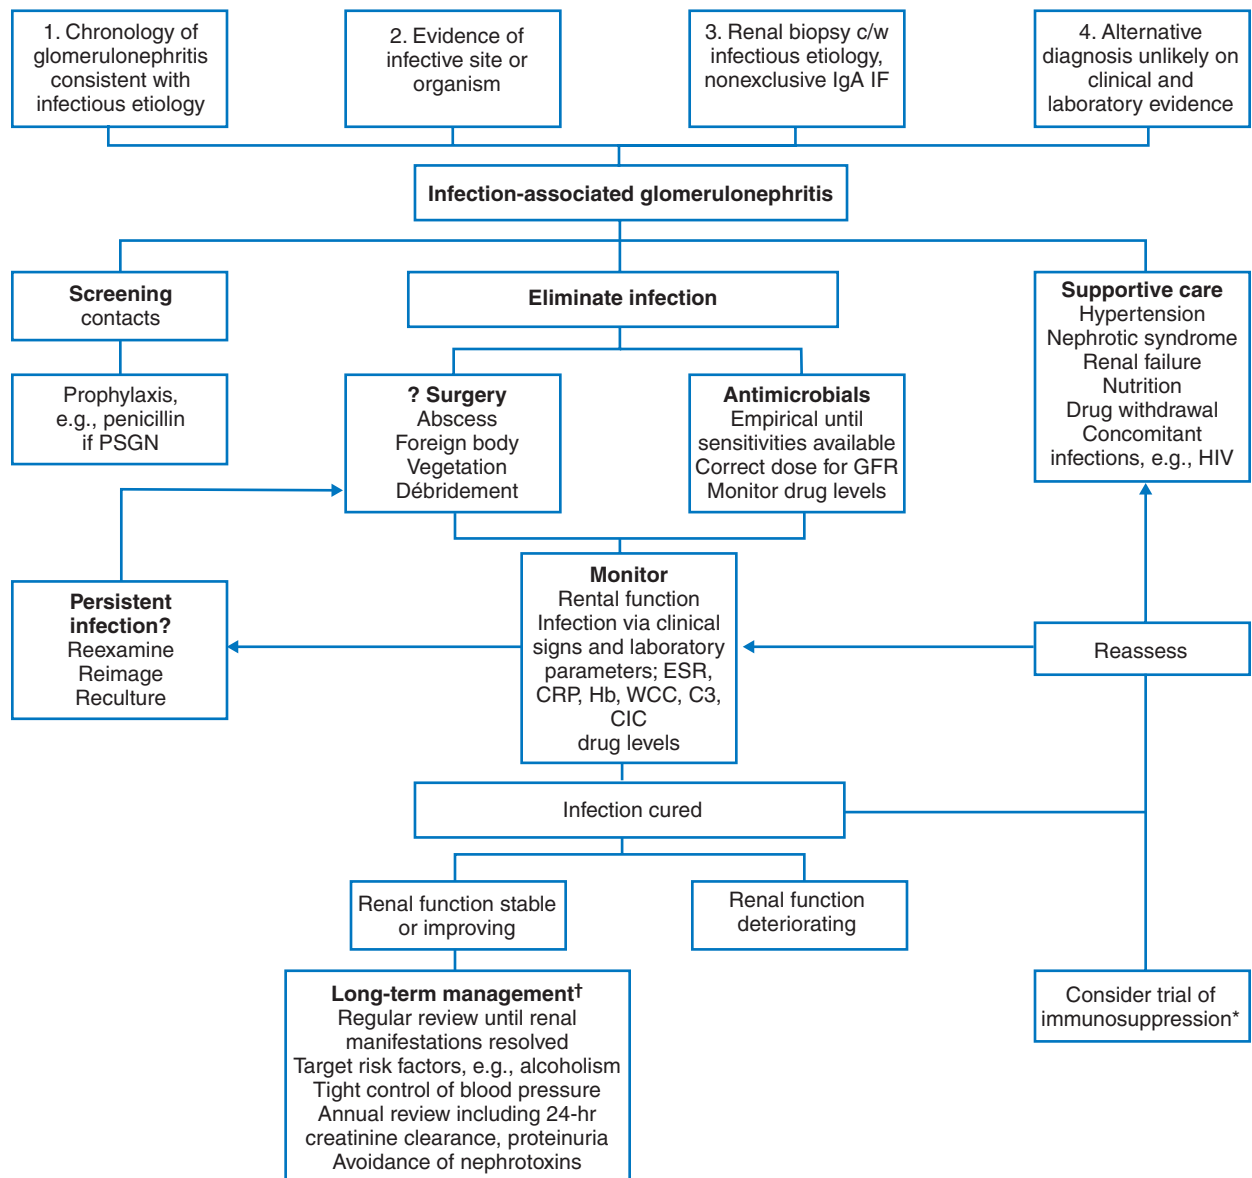 1. Chronology of
glomerulonephritis
consistent with
infectious etiology
2. Evidence of
infective site or
organism
3. Renal biopsy c/w
infectious etiology,
nonexclusive IgA IF
4. Alternative
diagnosis unlikely on
clinical and
laboratory evidence
Infection-associated glomerulonephritis
Screening
contacts
Eliminate infection
Supportive care
Hypertension
Nephrotic syndrome
Renal failure
Nutrition
Drug withdrawal
Concomitant
infections, e.g., HIV
Prophylaxis,
e.g., penicillin
if PSGN
? Surgery
Abscess
Foreign body
Vegetation
Débridement
Antimicrobials
Empirical until
sensitivities available
Correct dose for GFR
Monitor drug levels
Persistent
infection?
Reexamine
Reimage
Reculture
Monitor
Rental function
Infection via clinical
signs and laboratory
parameters; ESR,
CRP, Hb, WCC, C3,
CIC
drug levels
Reassess
Infection cured
Renal function stable
or improving
Renal function
deteriorating
Long-term management†
Regular review until renal
manifestations resolved
Target risk factors, e.g., alcoholism
Tight control of blood pressure
Annual review including 24-hr
creatinine clearance, proteinuria
Avoidance of nephrotoxins
Consider trial of
immunosuppression*